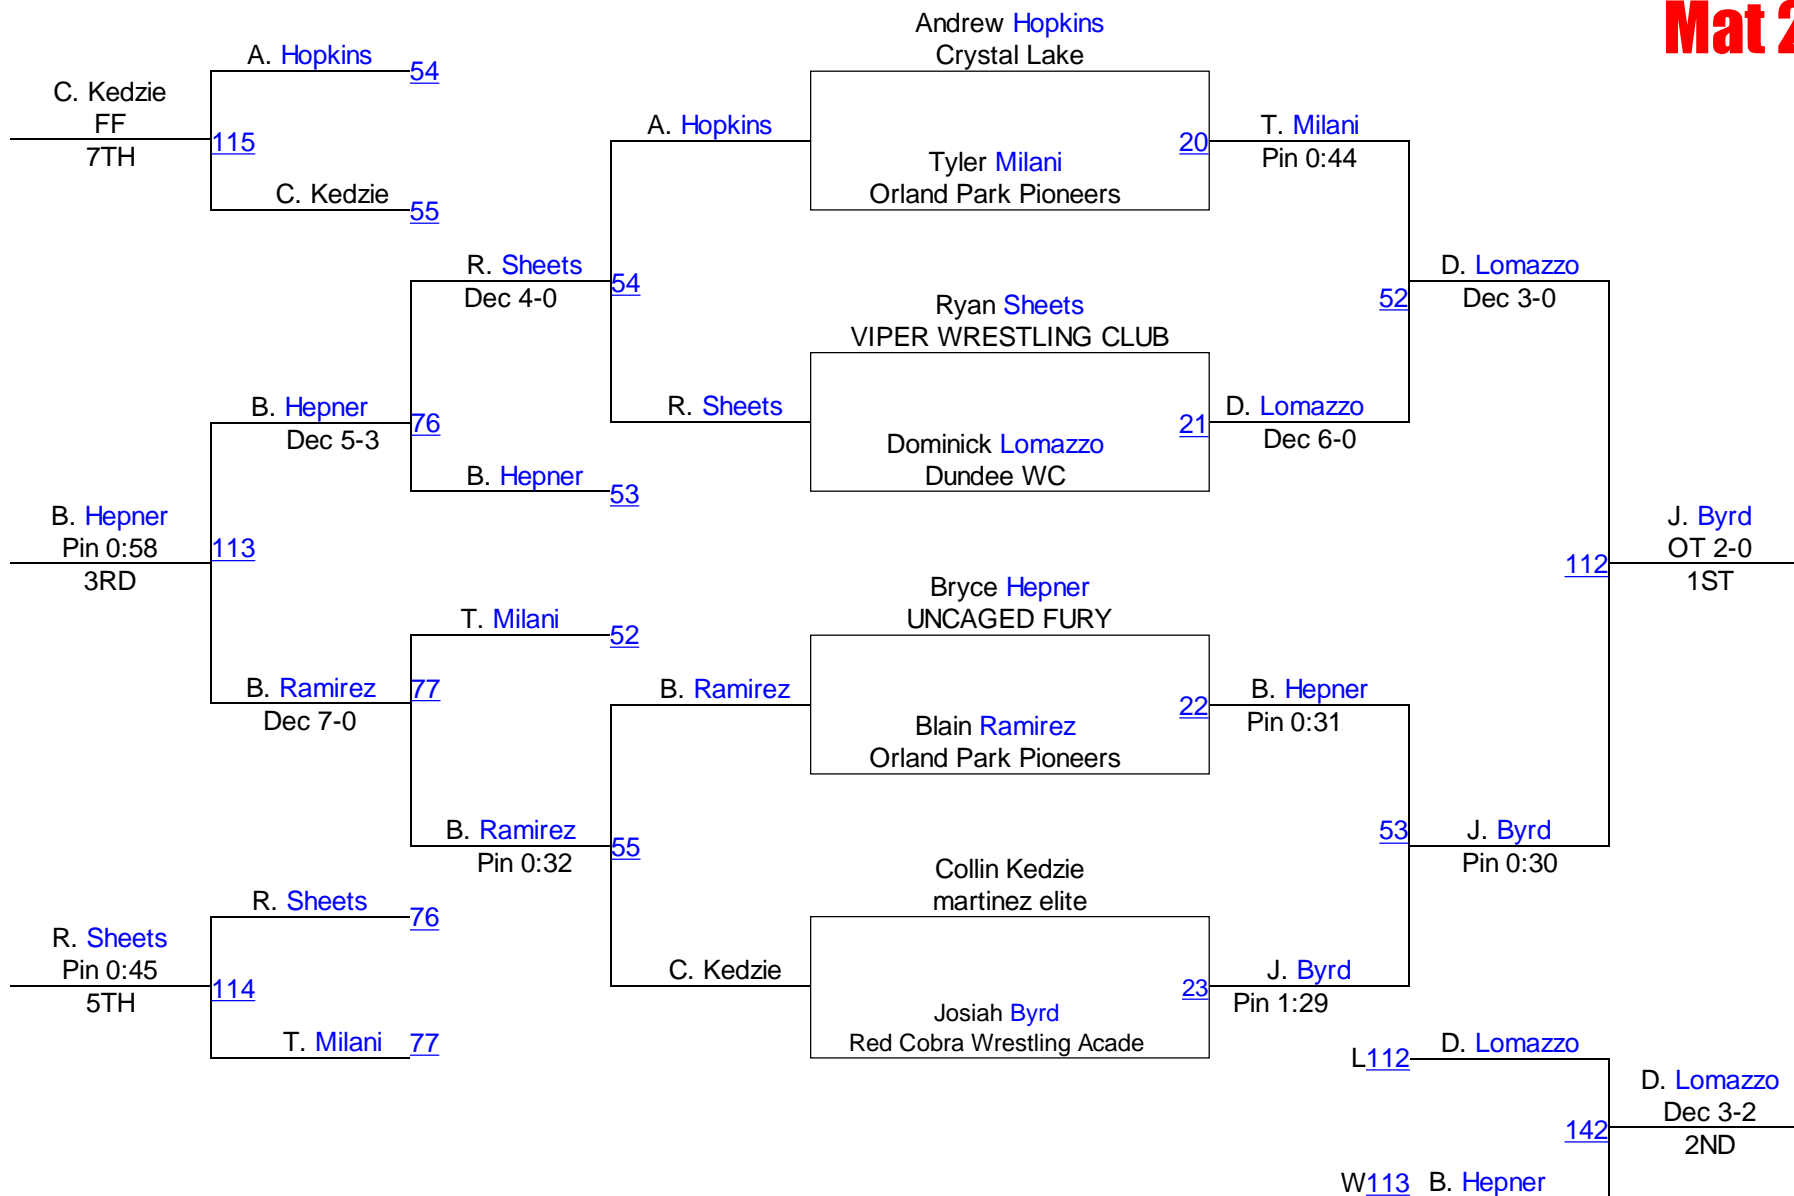 Mat 2
Andrew Hopkins
Crystal Lake
A. Hopkins
54
C. Kedzie
FF
7TH
115
C. Kedzie
55
A. Hopkins
Tyler Milani
Orland Park Pioneers
20
T. Milani
Pin 0:44
R. Sheets
Dec 4-0
54
Ryan Sheets
VIPER WRESTLING CLUB
52
D. Lomazzo
Dec 3-0
B. Hepner
Dec 5-3
76
R. Sheets
Dominick Lomazzo
Dundee WC
21
D. Lomazzo
Dec 6-0
B. Hepner
53
B. Hepner
Pin 0:58
3RD
113
112
J. Byrd
OT 2-0
1ST
Bryce Hepner
UNCAGED FURY
T. Milani
52
B. Ramirez
Dec 7-0
77
B. Ramirez
Blain Ramirez
Orland Park Pioneers
22
B. Hepner
Pin 0:31
B. Ramirez
Pin 0:32
55
53
J. Byrd
Pin 0:30
Collin Kedzie
martinez elite
R. Sheets
76
R. Sheets
Pin 0:45
5TH
114
T. Milani
77
C. Kedzie
Josiah Byrd
Red Cobra Wrestling Acade
23
J. Byrd
Pin 1:29
L112
D. Lomazzo
142
D. Lomazzo
Dec 3-2
2ND
W113
B. Hepner